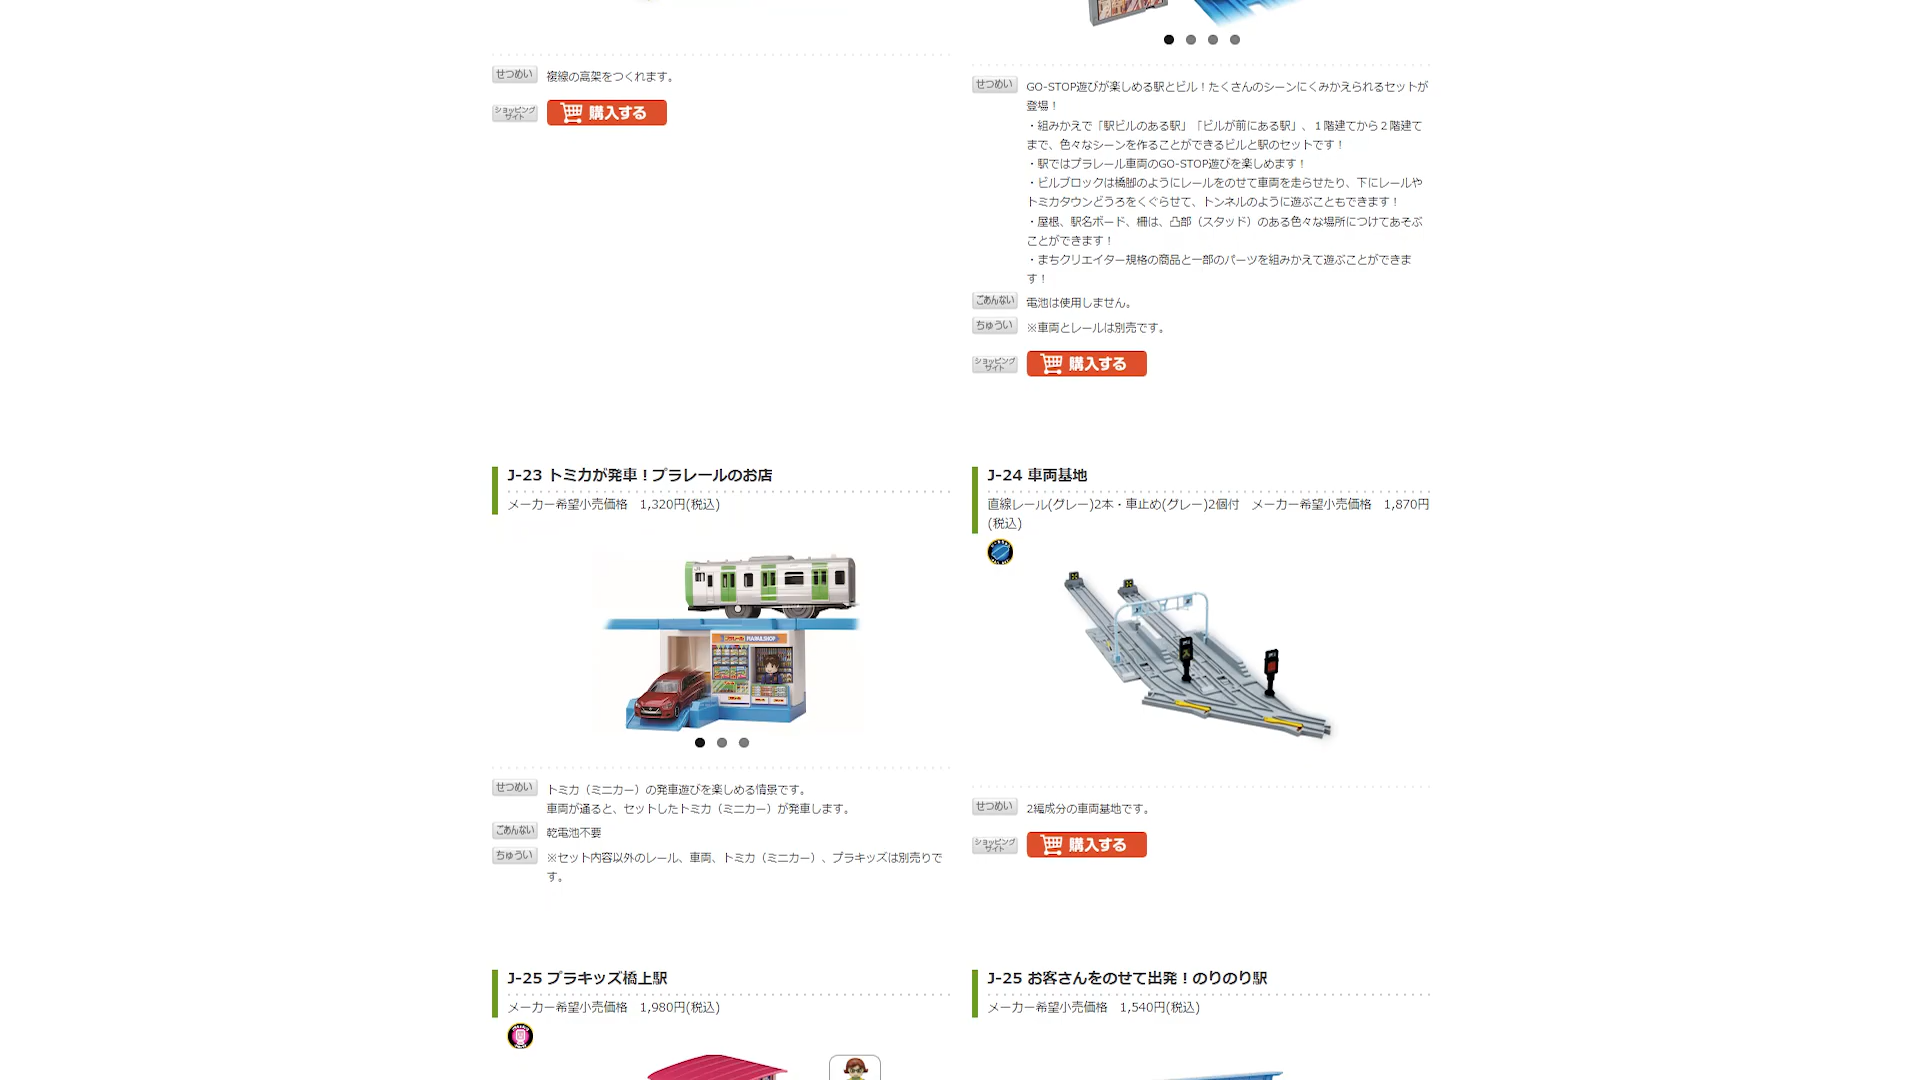 せつめい 複線の高架をつくれます。
ショッピングサイト 購入する
せつめい GO-STOP遊びが楽しめる駅とビル！たくさんのシーンにくみかえられるセットが
登場！
・組みかえで「駅ビルのある駅」「ビルが前にある駅」、１階建てから２階建て
まで、色々なシーンを作ることができるビルと駅のセットです！
・駅ではプラレール車両のGO-STOP遊びを楽しめます！
・ビルブロックは橋脚のようにレールをのせて車両を走らせたり、下にレールや
トミカタウンどうろをくぐらせて、トンネルのように遊ぶこともできます！
・屋根、駅名ボード、柵は、凸部（スタッド）のある色々な場所につけてあそぶ
ことができます！
・まちクリエイター規格の商品と一部のパーツを組みかえて遊ぶことができま
す！
ごあんない 電池は使用しません。
ちゅうい ※車両とレールは別売です。
ショッピングサイト 購入する
J-23 トミカが発車！プラレールのお店
メーカー希望小売価格　1,320円(税込)
プラレール PLARAIL SHOP
せつめい トミカ（ミニカー）の発車遊びを楽しめる情景です。
車両が通ると、セットしたトミカ（ミニカー）が発車します。
ごあんない 乾電池不要
ちゅうい ※セット内容以外のレール、車両、トミカ（ミニカー）、プラキッズは別売りで
す。
J-24 車両基地
直線レール(グレー)2本・車止め(グレー)2個付　メーカー希望小売価格　1,870円
(税込)
せつめい 2編成分の車両基地です。
ショッピングサイト 購入する
J-25 プラキッズ橋上駅
メーカー希望小売価格　1,980円(税込)
J-25 お客さんをのせて出発！のりのり駅
メーカー希望小売価格　1,540円(税込)